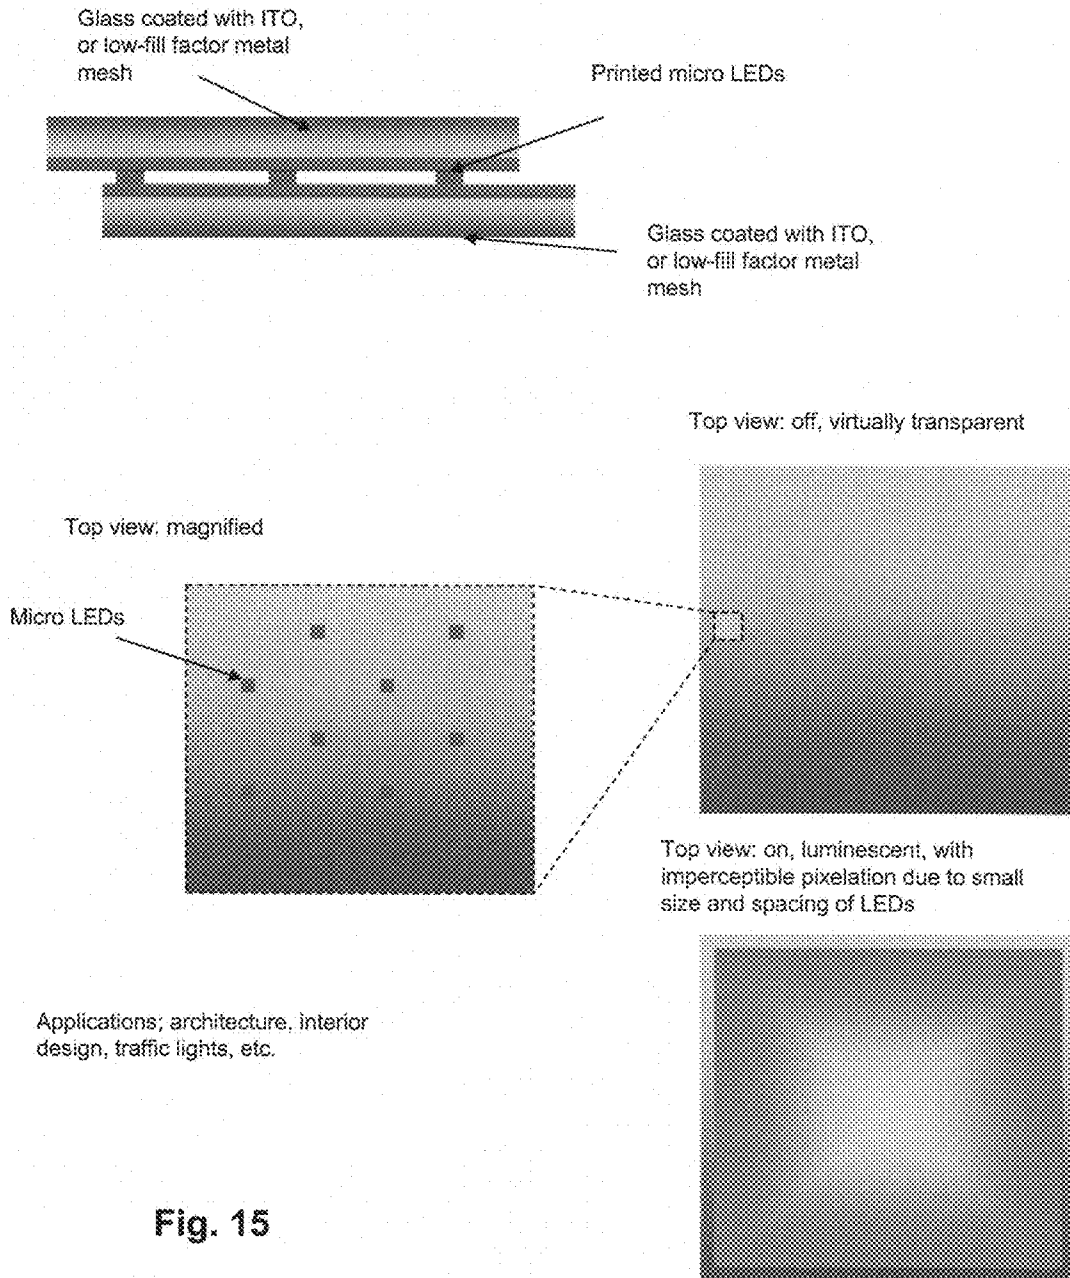 Glass coated with ITO,
or low-fill factor metal
mesh
Printed micro LEDs
Glass coated with ITO,
or low-fill factor metal
mesh
Top view: off, virtually transparent
Top view: magnified
Micro LEDs
Top view: on, luminescent, with
imperceptible pixelation due to small
size and spacing of LEDs
Applications; architecture, interior
design, traffic lights, etc.
Fig. 15